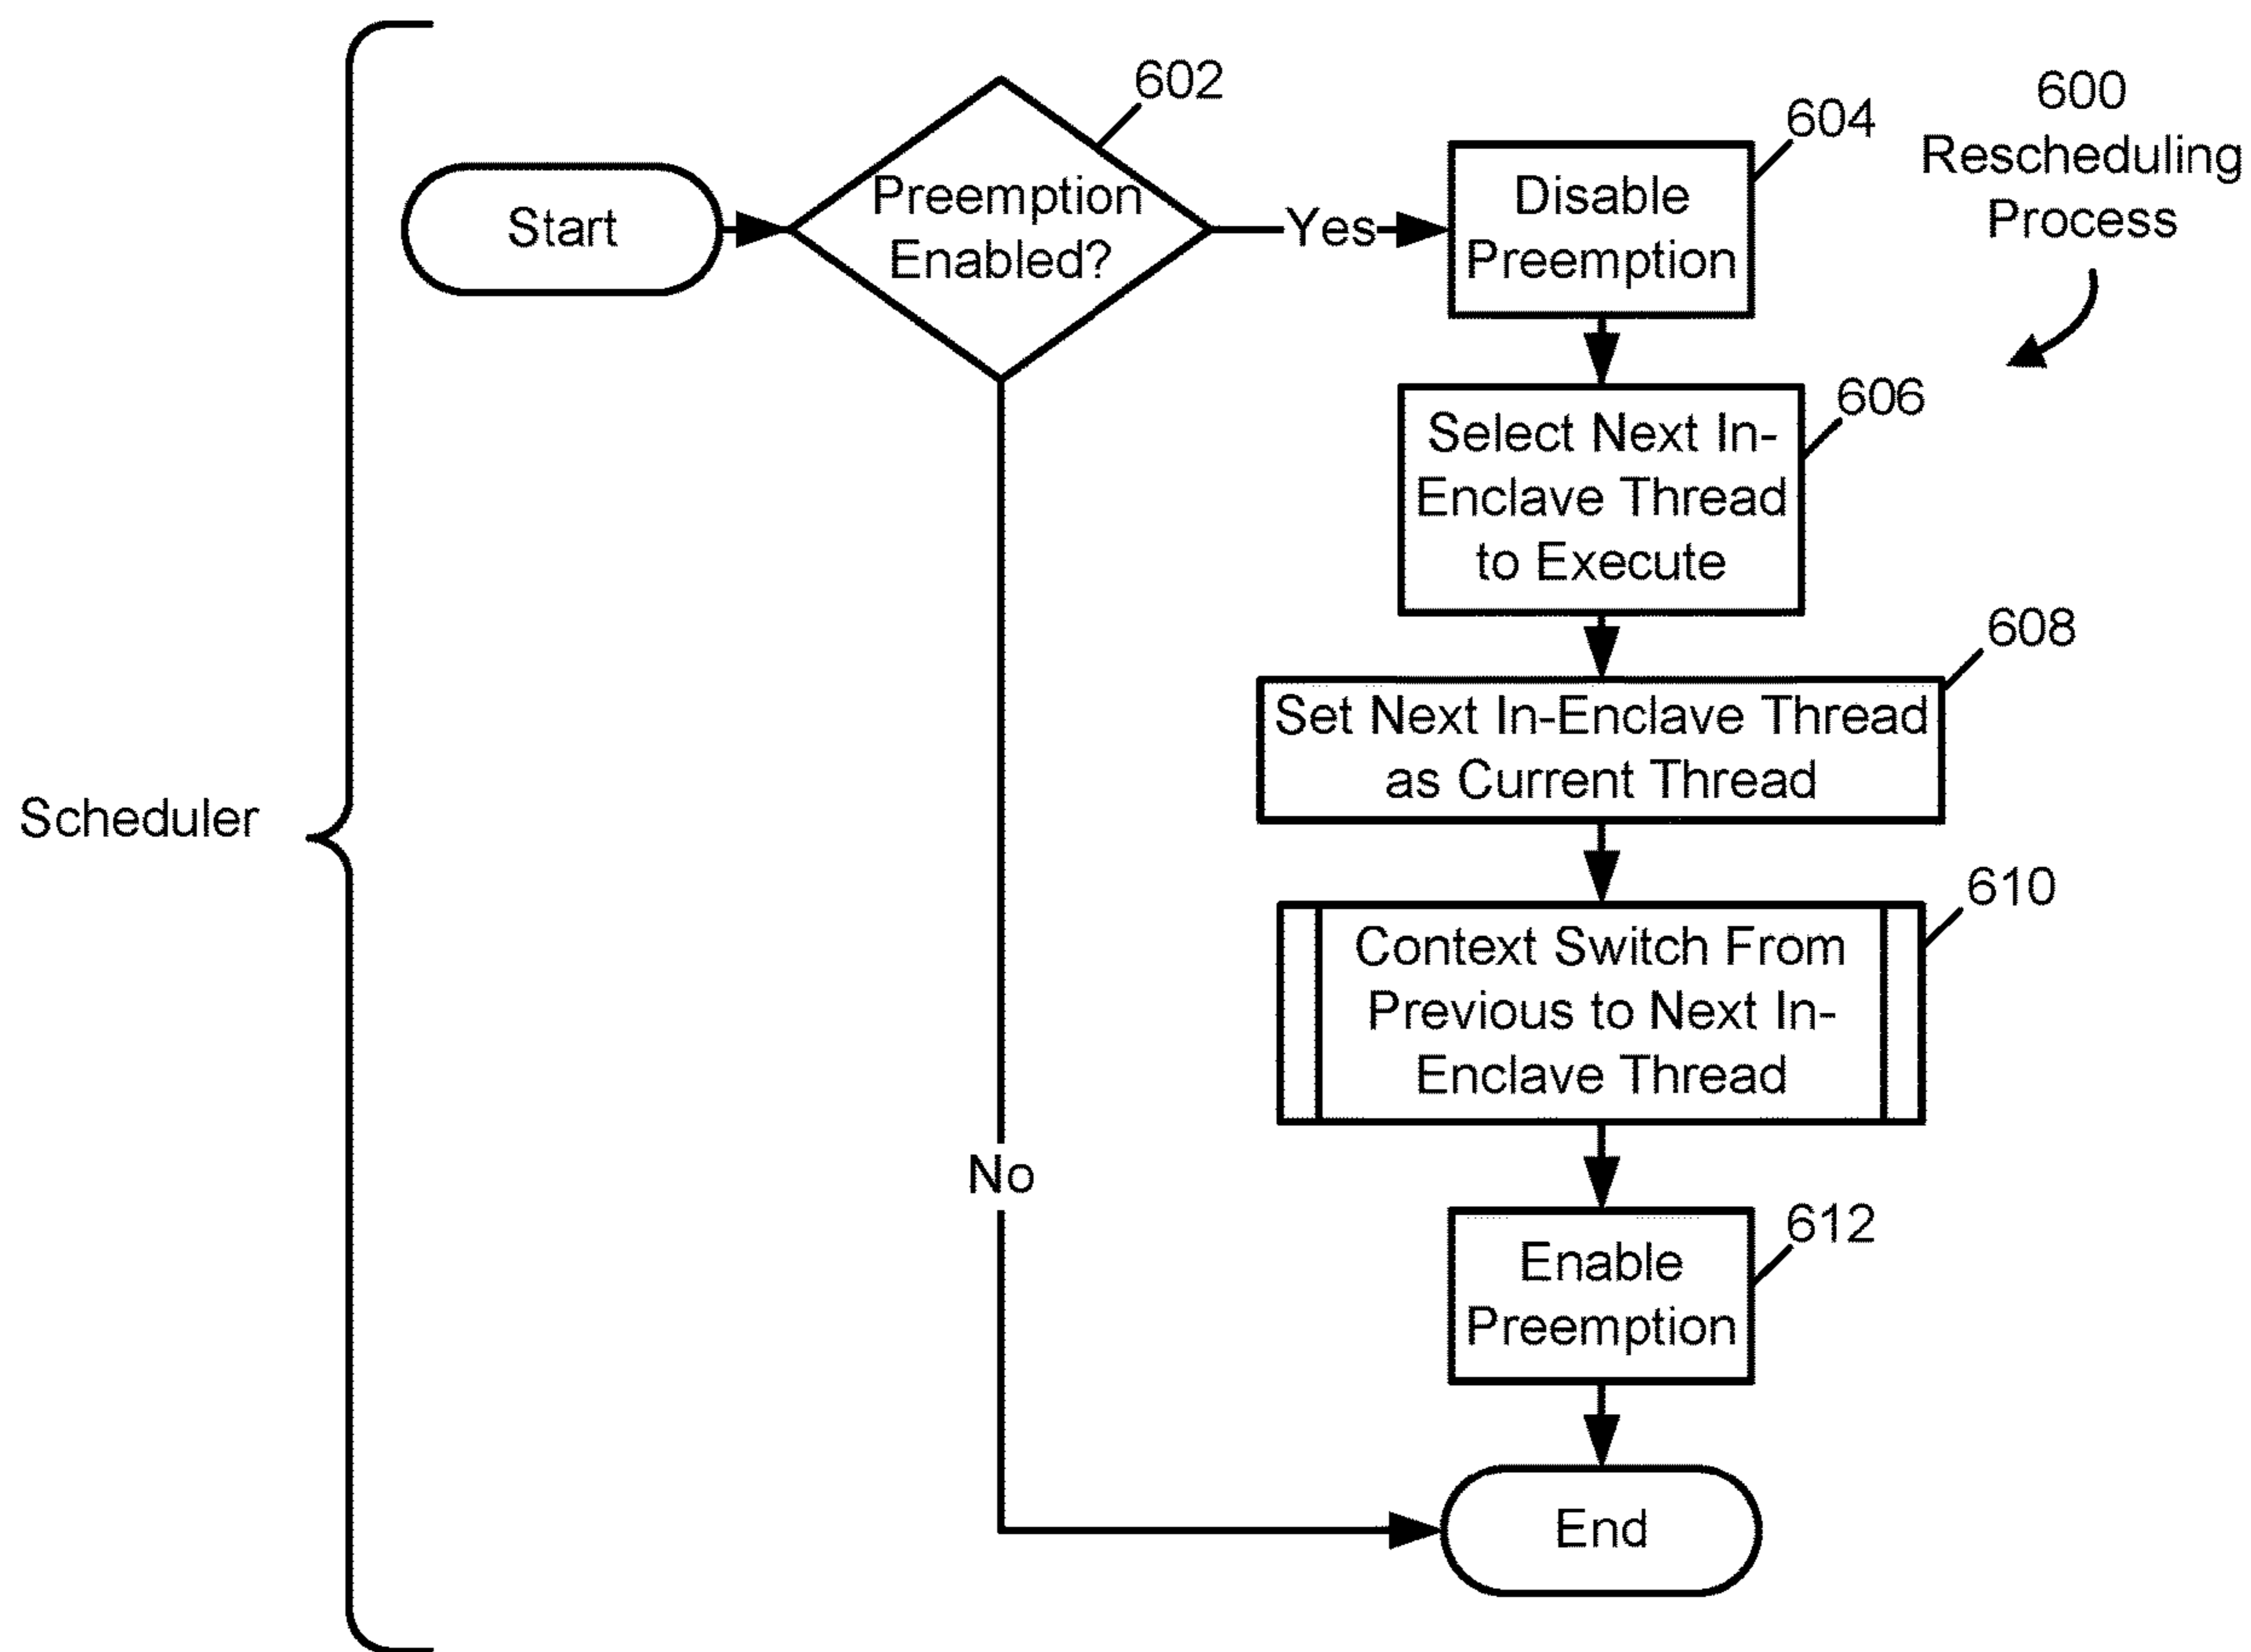 602
604
600
Rescheduling
Process
Start
Preemption
Enabled?
Yes
Disable
Preemption
606
Select Next In-
Enclave Thread
to Execute
608
Set Next In-Enclave Thread
as Current Thread
Scheduler
610
Context Switch From
Previous to Next In-
Enclave Thread
No
612
Enable
Preemption
End